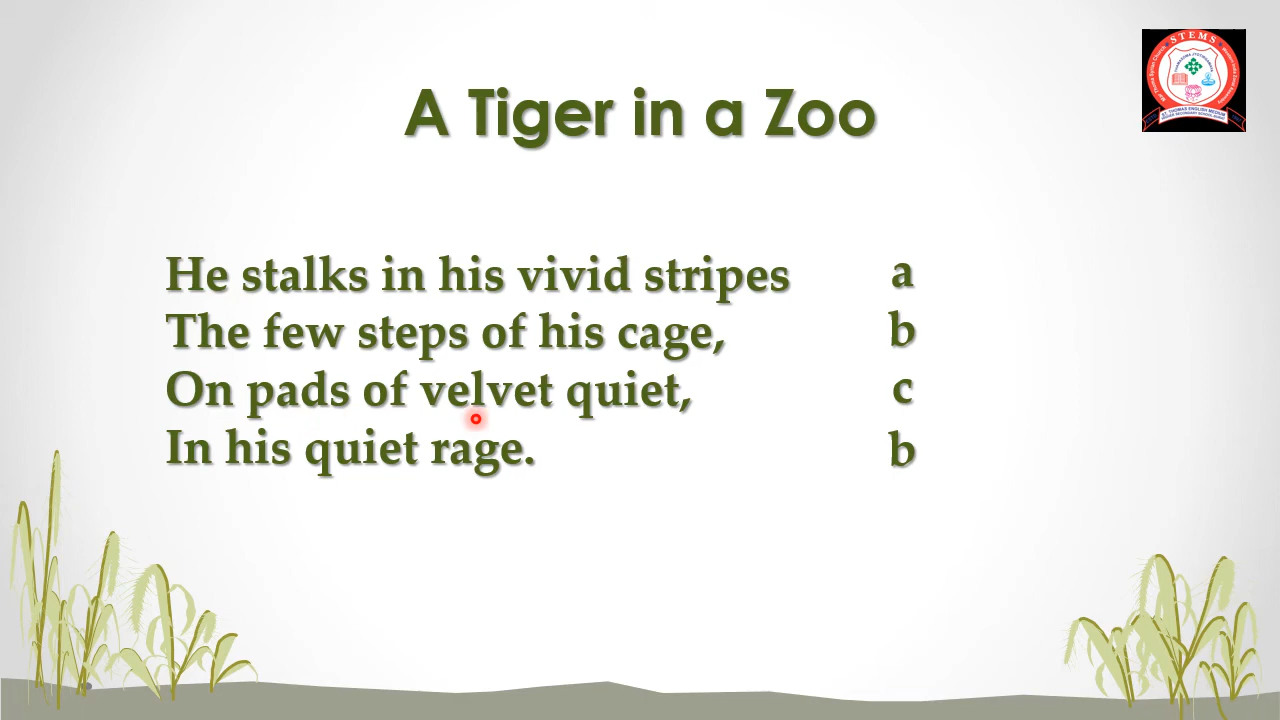 A Tiger in a Zoo
STEMS
He stalks in his vivid stripes a
The few steps of his cage, b
On pads of velvet quiet, c
In his quiet rage. b